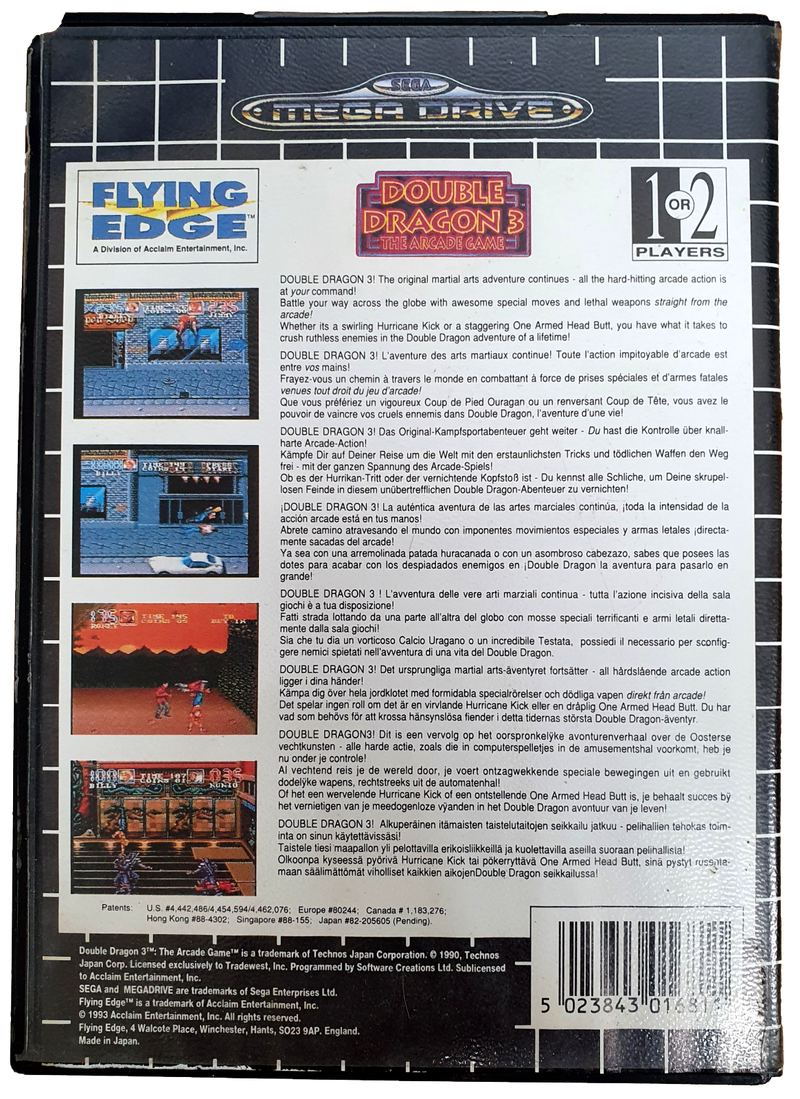 SEGA
MEGA DRIVE
FLYING
EDGE™
A Division of Acclaim Entertainment, Inc.
DOUBLE
DRAGON 3
THE ARCADE GAME
1 OR 2
PLAYERS
DOUBLE DRAGON 3! The original martial arts adventure continues - all the hard-hitting arcade action is
at your command!
Battle your way across the globe with awesome special moves and lethal weapons straight from the
arcade!
Whether its a swirling Hurricane Kick or a staggering One Armed Head Butt, you have what it takes to
crush ruthless enemies in the Double Dragon adventure of a lifetime!
DOUBLE DRAGON 3! L'aventure des arts martiaux continue! Toute l'action impitoyable d'arcade est
entre vos mains!
Frayez-vous un chemin à travers le monde en combattant à force de prises spéciales et d'armes fatales
venues tout droit du jeu d'arcade!
Que vous préfériez un vigoureux Coup de Pied Ouragan ou un renversant Coup de Tête, vous avez le
pouvoir de vaincre vos cruels ennemis dans Double Dragon, l'aventure d'une vie!
DOUBLE DRAGON 3! Das Original-Kampfsportabenteuer geht weiter - Du hast die Kontrolle über knall-
harte Arcade-Action!
Kämpfe Dir auf Deiner Reise um die Welt mit den erstaunlichsten Tricks und tödlichen Waffen den Weg
frei - mit der ganzen Spannung des Arcade-Spiels!
Ob es der Hurrikan-Tritt oder der vernichtende Kopfstoß ist - Du kennst alle Schliche, um Deine skrupel-
losen Feinde in diesem unübertrefflichen Double Dragon-Abenteuer zu vernichten!
¡DOUBLE DRAGON 3! La auténtica aventura de las artes marciales continúa, ¡toda la intensidad de la
acción arcade está en tus manos!
Abrete camino atravesando el mundo con imponentes movimientos especiales y armas letales ¡directa-
mente sacadas del arcade!
Ya sea con una arremolinada patada huracanada o con un asombroso cabezazo, sabes que posees las
dotes para acabar con los despiadados enemigos en ¡Double Dragon la aventura para pasarlo en
grande!
DOUBLE DRAGON 3 ! L'avventura delle vere arti marziali continua - tutta l'azione incisiva della sala
giochi è a tua disposizione!
Fatti strada lottando da una parte all'altra del globo con mosse speciali terrificanti e armi letali diretta-
mente dalla sala giochi!
Sia che tu dia un vorticoso Calcio Uragano o un incredibile Testata, possiedi il necessario per sconfig-
gere nemici spietati nell'avventura di una vita del Double Dragon.
DOUBLE DRAGON 3! Det ursprungliga martial arts-äventyret fortsätter - all hårdslående arcade action
ligger i dina händer!
Kämpa dig över hela jordklotet med formidabla specialrörelser och dödliga vapen direkt från arcade!
Det spelar ingen roll om det är en virvlande Hurricane Kick eller en dråplig One Armed Head Butt. Du har
vad som behövs för att krossa hänsynslösa fiender i detta tidernas största Double Dragon-äventyr.
DOUBLE DRAGON3! Dit is een vervolg op het oorspronkelÿke avonturenverhaal over de Oosterse
vechtkunsten - alle harde actie, zoals die in computerspelletjes in de amusementshal voorkomt, heb je
nu onder je controle!
Al vechtend reis je de wereld door, je voert ontzagwekkende speciale bewegingen uit en gebruikt
dodelÿke wapens, rechtstreeks uit de automatenhal!
Of het een wervelende Hurricane Kick of een ontstellende One Armed Head Butt is, je behaalt succes bÿ
het vernietigen van je meedogenloze vÿanden in het Double Dragon avontuur van je leven!
DOUBLE DRAGON 3! Alkuperäinen itämaisten taistelutaitojen seikkailu jatkuu - pelihallien tehokas toim-
inta on sinun käytettävissäsi!
Taistele tiesi maapallon yli pelottavilla erikoisliikkeillä ja kuolettavilla aseilla suoraan pelihallista!
Olkoonpa kyseessä pyörivä Hurricane Kick tai pökerryttävä One Armed Head Butt, sinä pystyt
maan säälimättömät viholliset kaikkien aikojenDouble Dragon seikkailussa!
Patents: U.S. #4,442,486/4,454,594/4,462,076; Europe #80244; Canada # 1,183,276;
Hong Kong #88-4302; Singapore #88-155; Japan #82-205605 (Pending).
Double Dragon 3™: The Arcade Game™ is a trademark of Technos Japan Corporation. © 1990, Technos
Japan Corp. Licensed exclusively to Tradewest, Inc. Programmed by Software Creations Ltd. Sublicensed
to Acclaim Entertainment, Inc.
SEGA and MEGADRIVE are trademarks of Sega Enterprises Ltd.
Flying Edge™ is a trademark of Acclaim Entertainment, Inc.
© 1993 Acclaim Entertainment, Inc. All rights reserved.
Flying Edge, 4 Walcote Place, Winchester, Hants, SO23 9AP. England.
Made in Japan.
5 023843